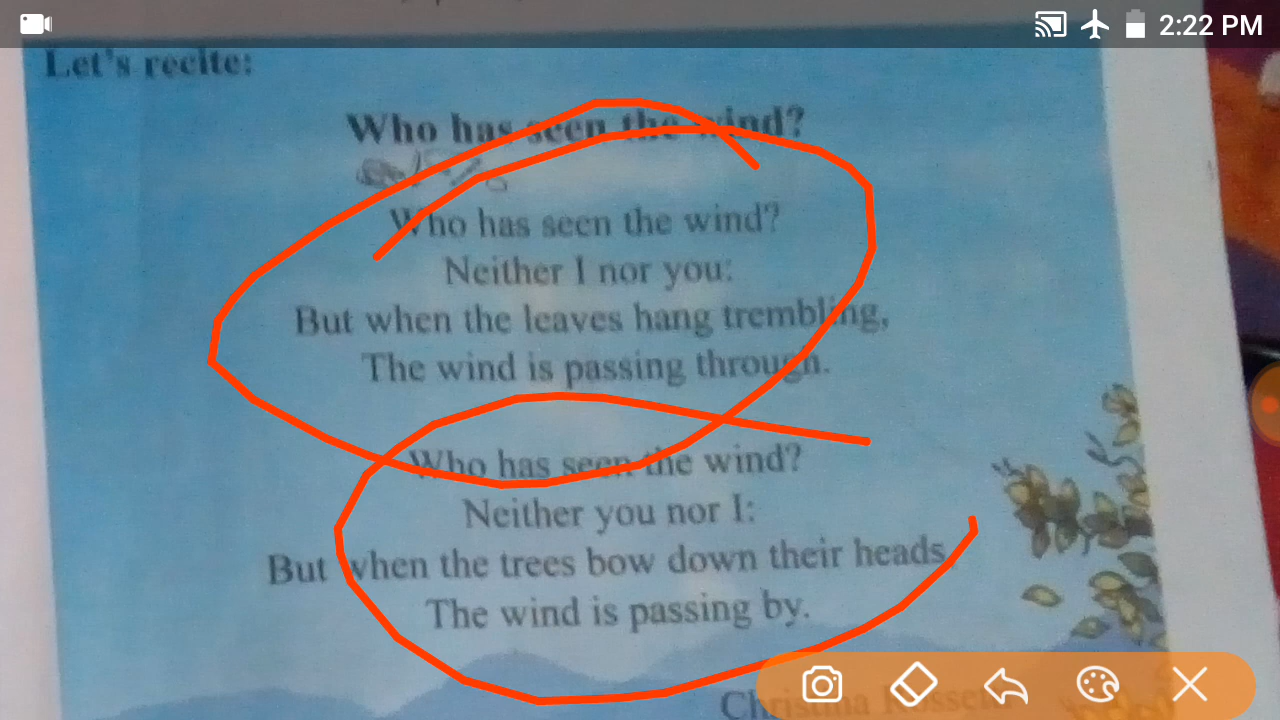 2:22 PM
Let's recite:
Who has seen the wind?
Who has seen the wind?
Neither I nor you:
But when the leaves hang trembling,
The wind is passing through.
Who has seen the wind?
Neither you nor I:
But when the trees bow down their heads
The wind is passing by.
Christina Rossetti